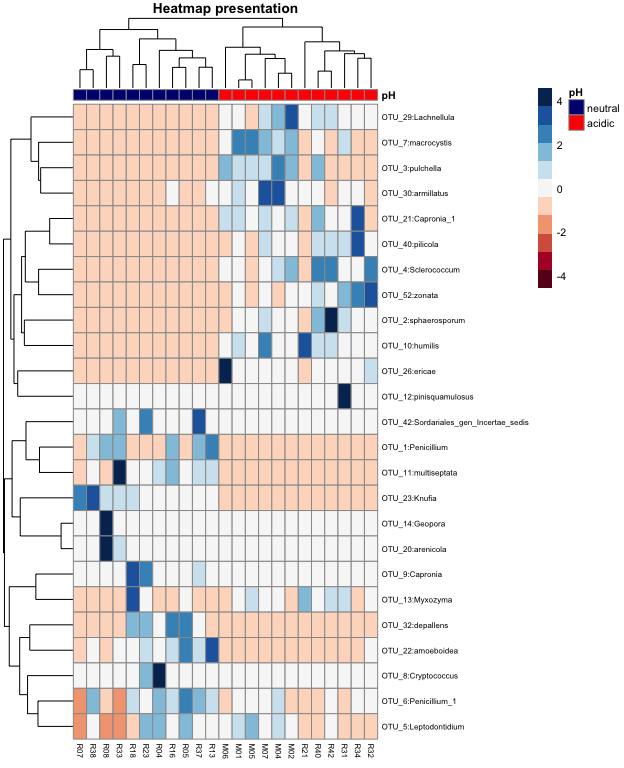 Heatmap presentation
pH
pH
neutral
acidic
4
2
0
-2
-4
OTU_29:Lachnellula
OTU_7:macrocystis
OTU_3:pulchella
OTU_30:armillatus
OTU_21:Capronia_1
OTU_40:pilicola
OTU_4:Sclerococcum
OTU_52:zonata
OTU_2:sphaerosporum
OTU_10:humilis
OTU_26:ericae
OTU_12:pinisquamulosus
OTU_42:Sordariales_gen_Incertae_sedis
OTU_1:Penicillium
OTU_11:multiseptata
OTU_23:Knufia
OTU_14:Geopora
OTU_20:arenicola
OTU_9:Capronia
OTU_13:Myxozyma
OTU_32:depallens
OTU_22:amoeboidea
OTU_8:Cryptococcus
OTU_6:Penicillium_1
OTU_5:Leptodontidium
R07 R38 R08 R33 R18 R23 R04 R16 R05 R37 R13 M06 M01 M05 M07 M04 M02 R21 R40 R42 R31 R34 R32